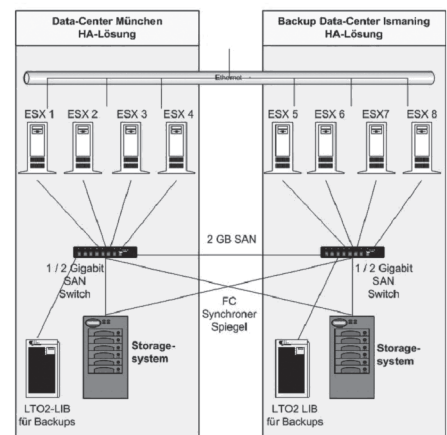 Data-Center München
HA-Lösung
Backup Data-Center Ismaning
HA-Lösung
Ethernet
ESX 1
ESX 2
ESX 3
ESX 4
ESX 5
ESX 6
ESX7
ESX 8
2 GB SAN
1 / 2 Gigabit
SAN
Switch
1 / 2 Gigabit
SAN
Switch
FC
Synchroner
Spiegel
Storage-
system
Storage-
system
LTO2-LIB
für Backups
LTO2 LIB
für Backups